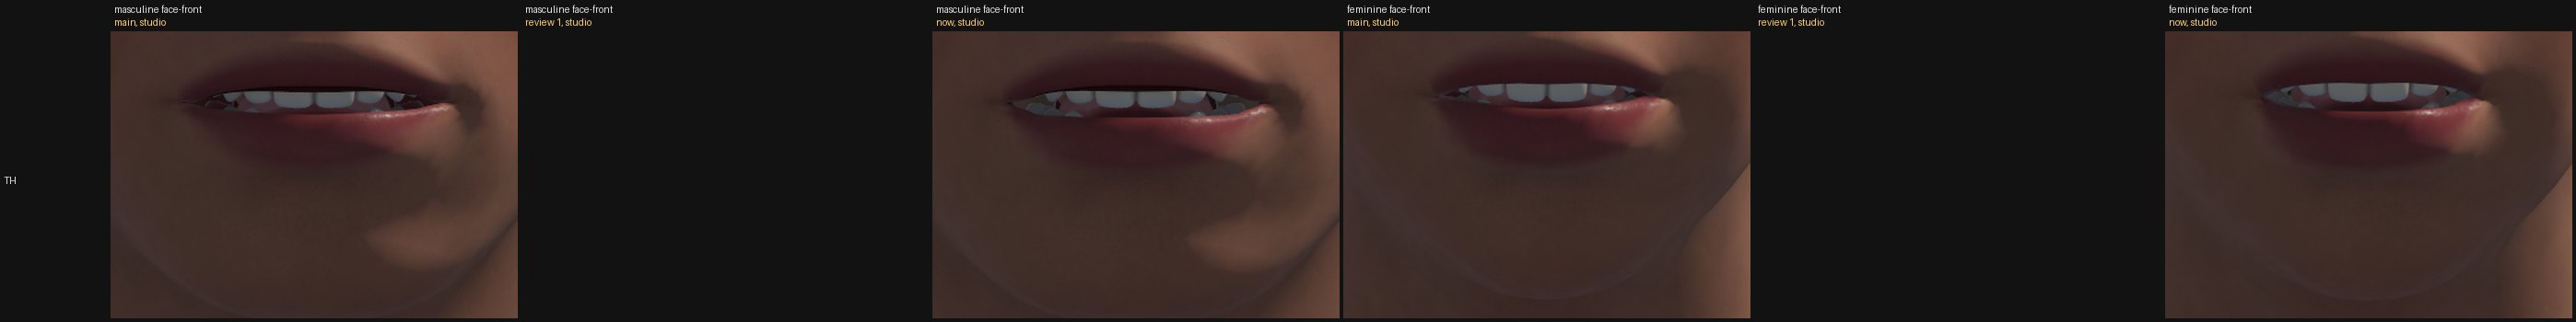 masculine face-front
main, studio
masculine face-front
review 1, studio
masculine face-front
now, studio
feminine face-front
main, studio
feminine face-front
review 1, studio
feminine face-front
now, studio
TH